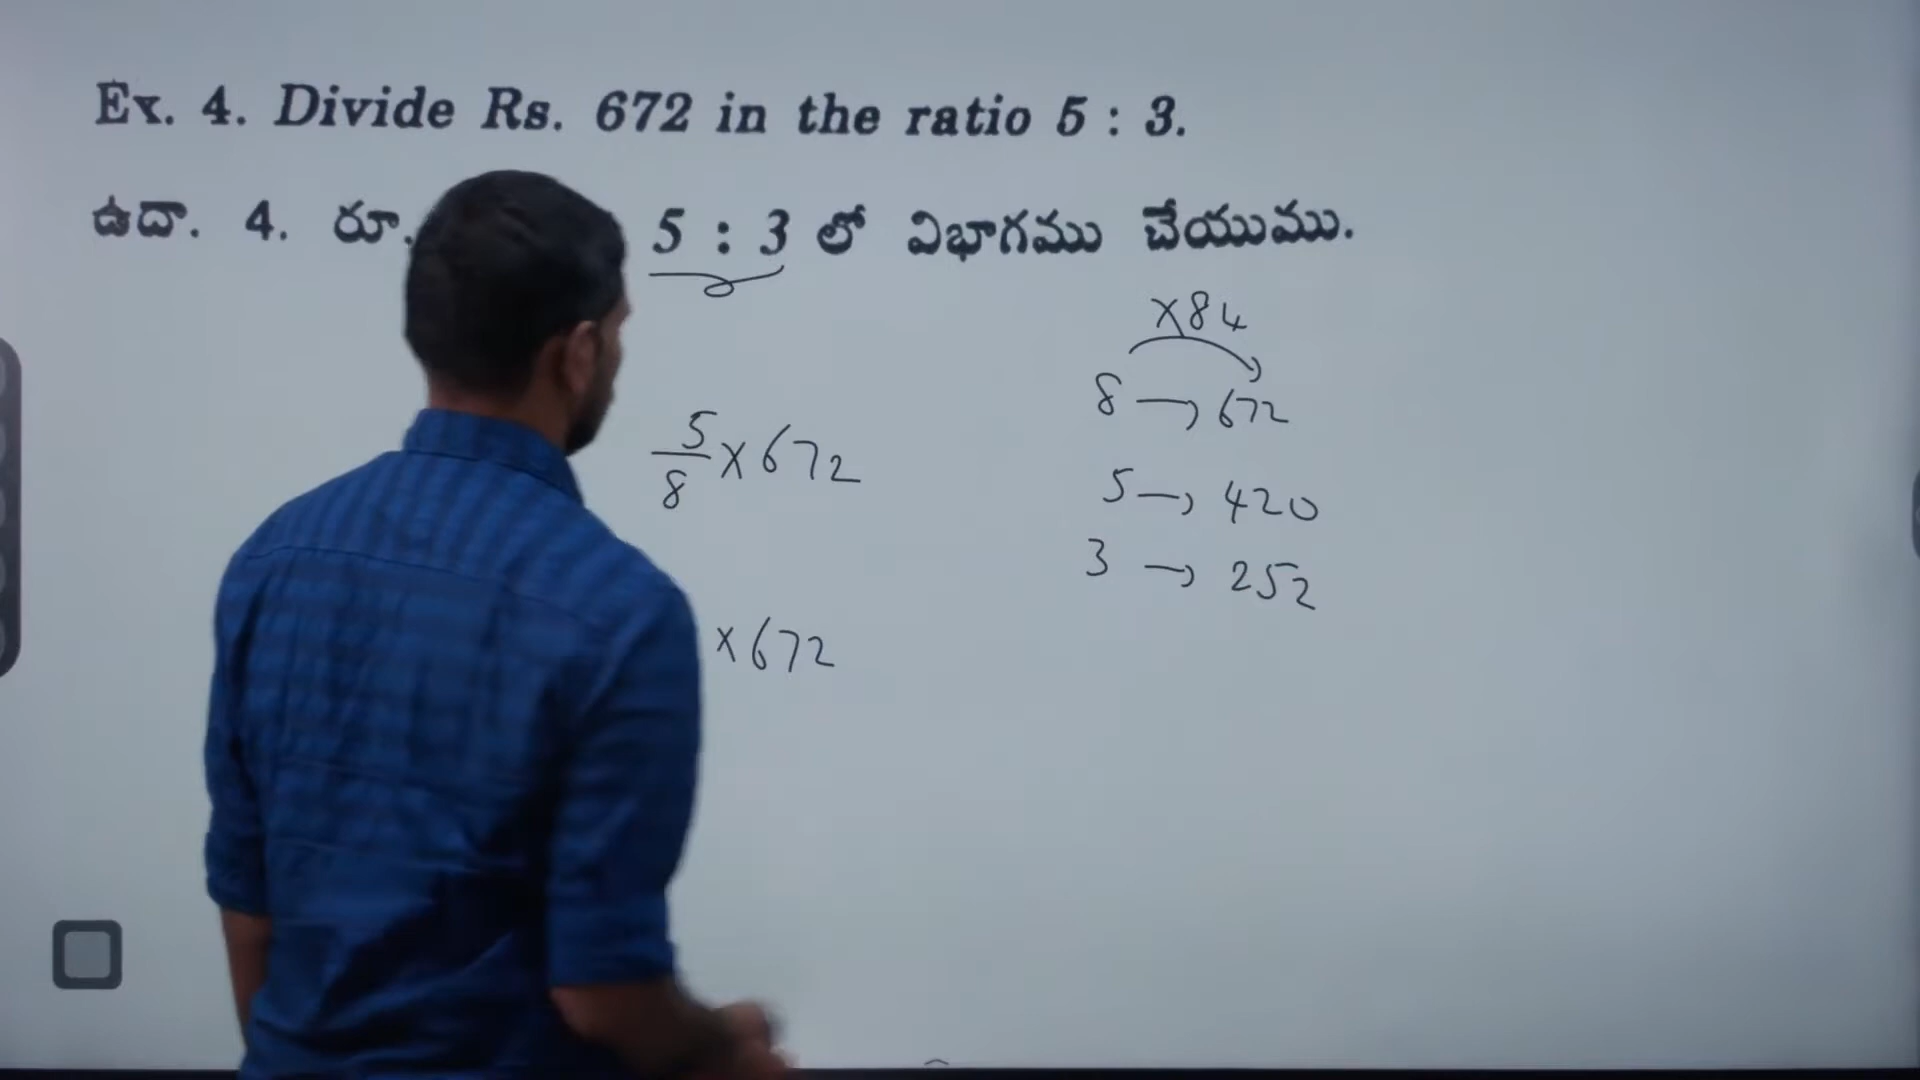 Ex. 4. Divide Rs. 672 in the ratio 5 : 3.
ఉదా. 4. రూ. 5 : 3 లో విభాగము చేయుము.
×84
8 → 672
5/8 × 672
5 → 420
3 → 252
× 672